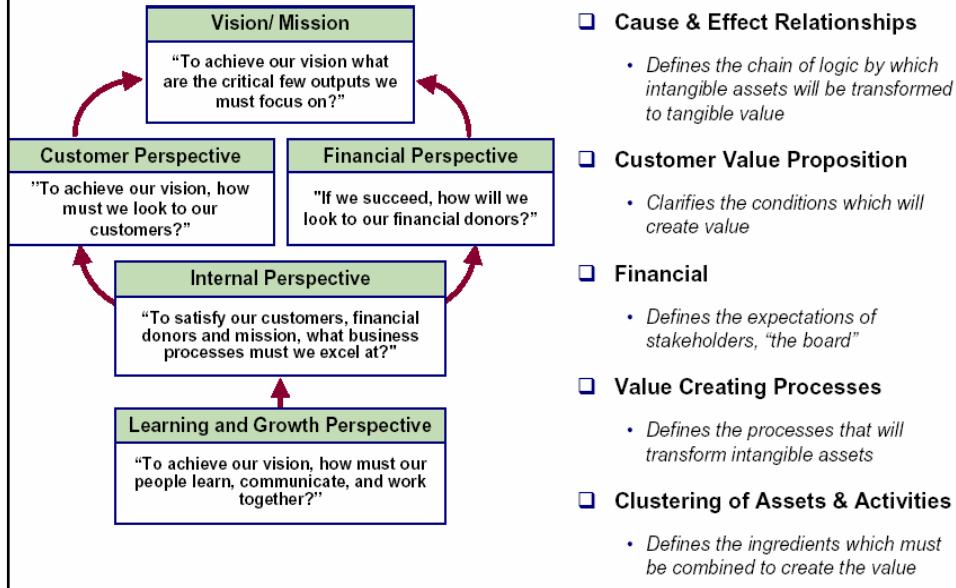 Vision/ Mission
“To achieve our vision what
are the critical few outputs we
must focus on?”
Customer Perspective
”To achieve our vision, how
must we look to our
customers?”
Financial Perspective
"If we succeed, how will we
look to our financial donors?”
Internal Perspective
“To satisfy our customers, financial
donors and mission, what business
processes must we excel at?"
Learning and Growth Perspective
“To achieve our vision, how must our
people learn, communicate, and work
together?”
❑ Cause & Effect Relationships
• Defines the chain of logic by which
intangible assets will be transformed
to tangible value
❑ Customer Value Proposition
• Clarifies the conditions which will
create value
❑ Financial
• Defines the expectations of
stakeholders, “the board”
❑ Value Creating Processes
• Defines the processes that will
transform intangible assets
❑ Clustering of Assets & Activities
• Defines the ingredients which must
be combined to create the value